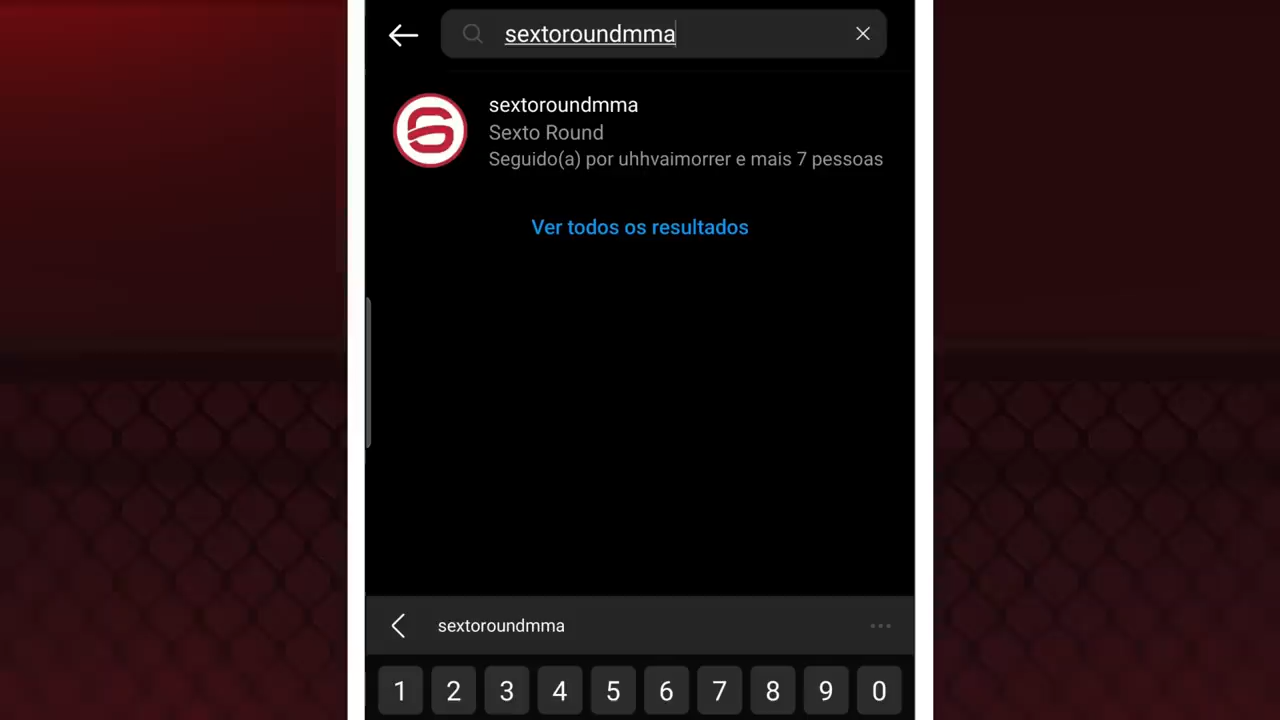 sextoroundmma
sextoroundmma
Sexto Round
Seguido(a) por uhhvaimorrer e mais 7 pessoas
Ver todos os resultados
sextoroundmma
1 2 3 4 5 6 7 8 9 0